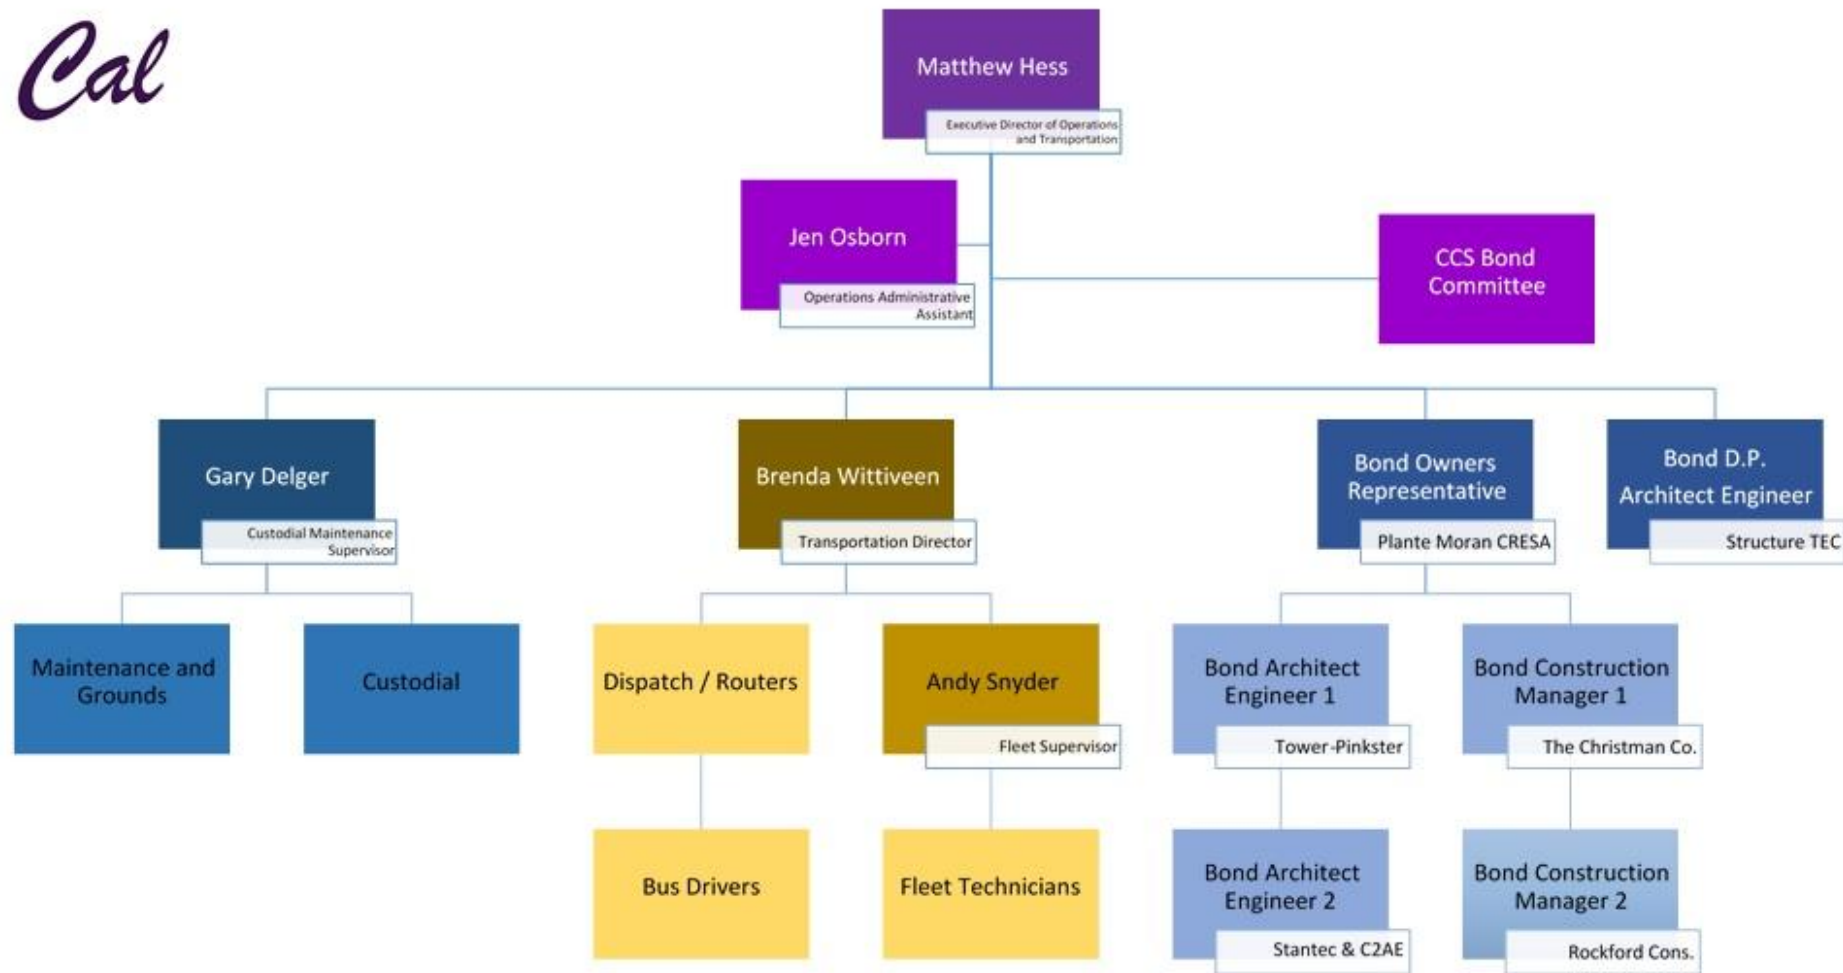 Cal
Matthew Hess
Executive Director of Operations
and Transportation
Jen Osborn
Operations Administrative
Assistant
CCS Bond
Committee
Gary Delger
Custodial Maintenance
Supervisor
Brenda Wittiveen
Transportation Director
Bond Owners
Representative
Plante Moran CRESA
Bond D.P.
Architect Engineer
Structure TEC
Maintenance and
Grounds
Custodial
Dispatch / Routers
Andy Snyder
Fleet Supervisor
Bond Architect
Engineer 1
Tower-Pinkster
Bond Construction
Manager 1
The Christman Co.
Bus Drivers
Fleet Technicians
Bond Architect
Engineer 2
Stantec & C2AE
Bond Construction
Manager 2
Rockford Cons.